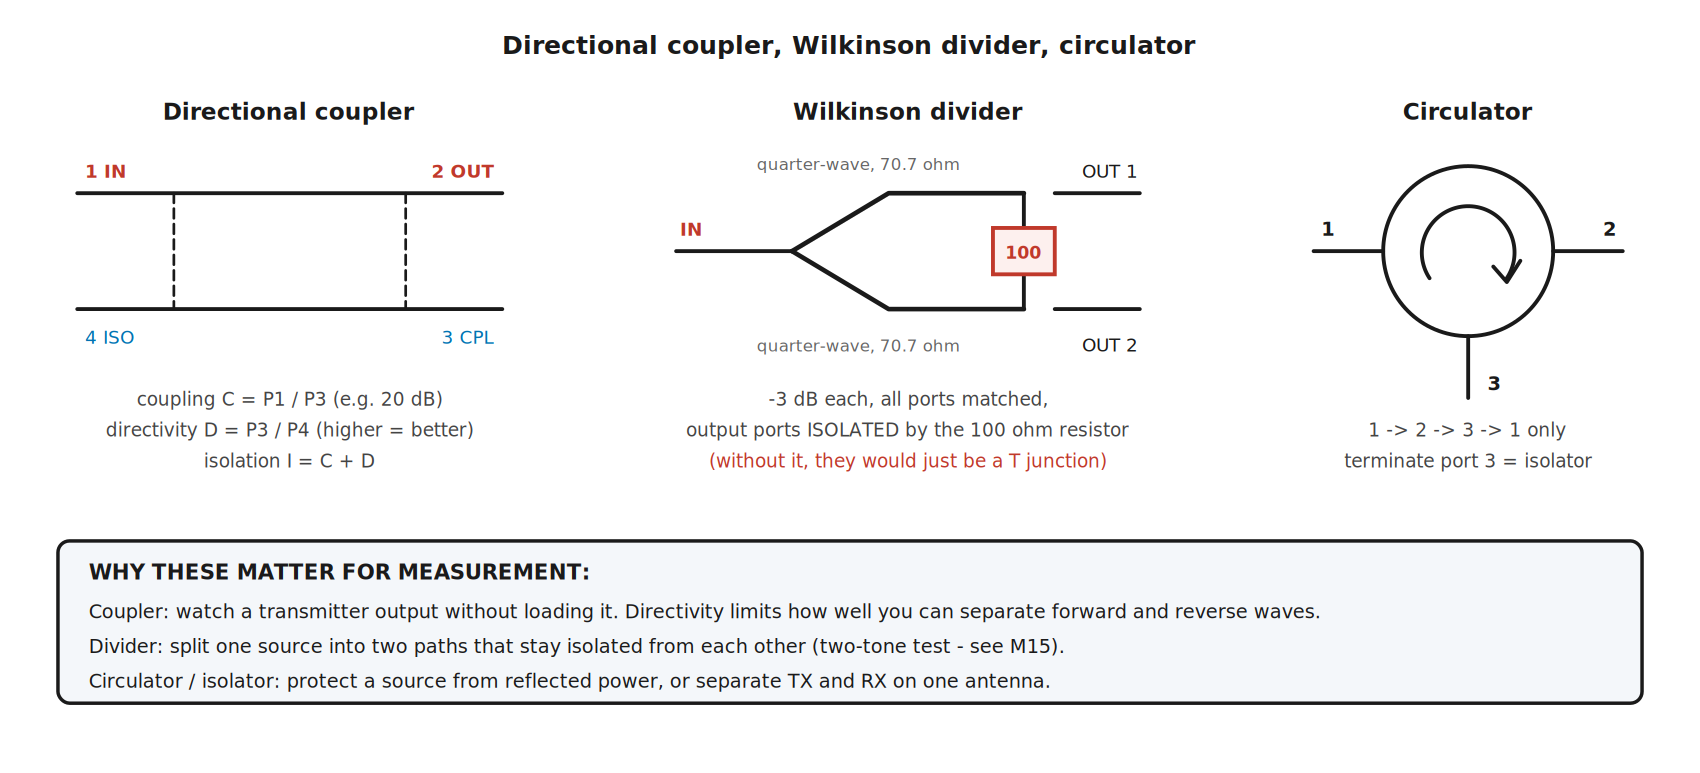 Directional coupler, Wilkinson divider, circulator
Directional coupler
1 IN
2 OUT
4 ISO
3 CPL
coupling C = P1 / P3 (e.g. 20 dB)
directivity D = P3 / P4 (higher = better)
isolation I = C + D
Wilkinson divider
quarter-wave, 70.7 ohm
OUT 1
IN
100
quarter-wave, 70.7 ohm
OUT 2
-3 dB each, all ports matched,
output ports ISOLATED by the 100 ohm resistor
(without it, they would just be a T junction)
Circulator
1
2
3
1 -> 2 -> 3 -> 1 only
terminate port 3 = isolator
WHY THESE MATTER FOR MEASUREMENT:
Coupler: watch a transmitter output without loading it. Directivity limits how well you can separate forward and reverse waves.
Divider: split one source into two paths that stay isolated from each other (two-tone test - see M15).
Circulator / isolator: protect a source from reflected power, or separate TX and RX on one antenna.